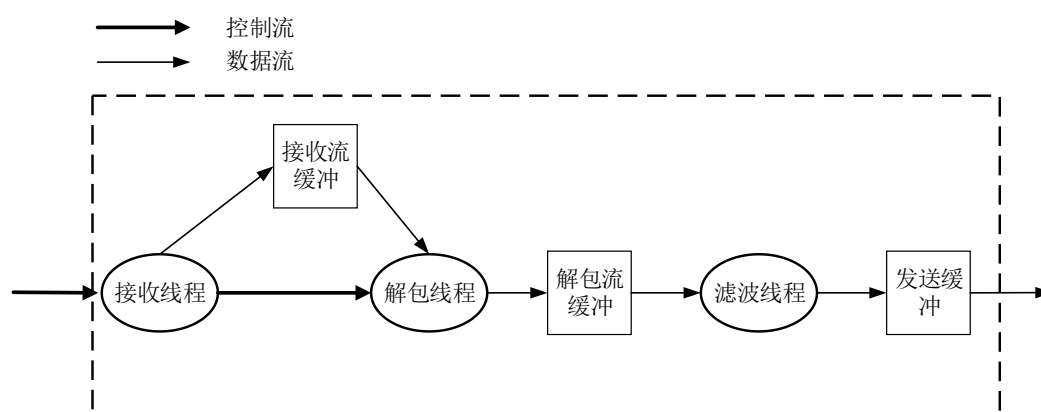 控制流
数据流
接收流
缓冲
接收线程
解包线程
解包流
缓冲
滤波线程
发送缓
冲